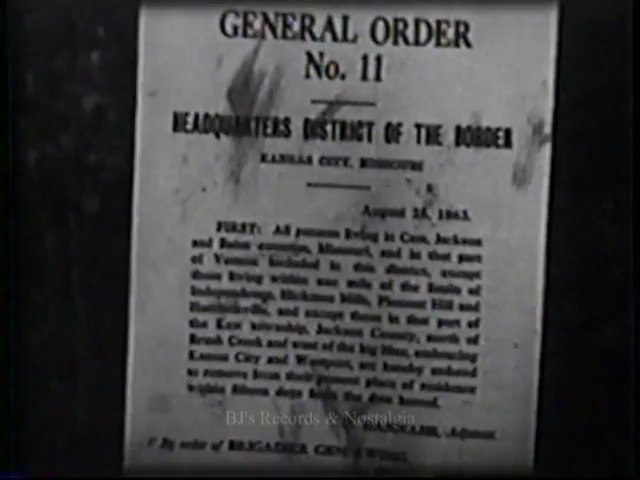 GENERAL ORDER
No. 11
HEADQUARTERS DISTRICT OF THE BORDER
KANSAS CITY, MISSOURI
August 25, 1863.
FIRST: All persons living in Cass, Jackson
and Bates counties, Missouri, and in that part
of Vernon included in this district, except
those living within one mile of the limits of
Independence, Hickman Mills, Pleasant Hill and
Harrisonville, and except those in that part of
the Kaw township, Jackson County, north of
Brush Creek and west of the big Blue, embracing
Kansas City and Westport, are hereby ordered
to remove from their present place of residence
within fifteen days from the date hereof.
BJ's Records & Nostalgia
HANNAHS, Adjutant.
By order of BRIGADIER GEN. EWING.